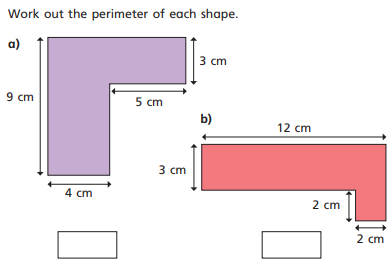 Work out the perimeter of each shape.
a)
3 cm
9 cm
5 cm
4 cm
b)
12 cm
3 cm
2 cm
2 cm